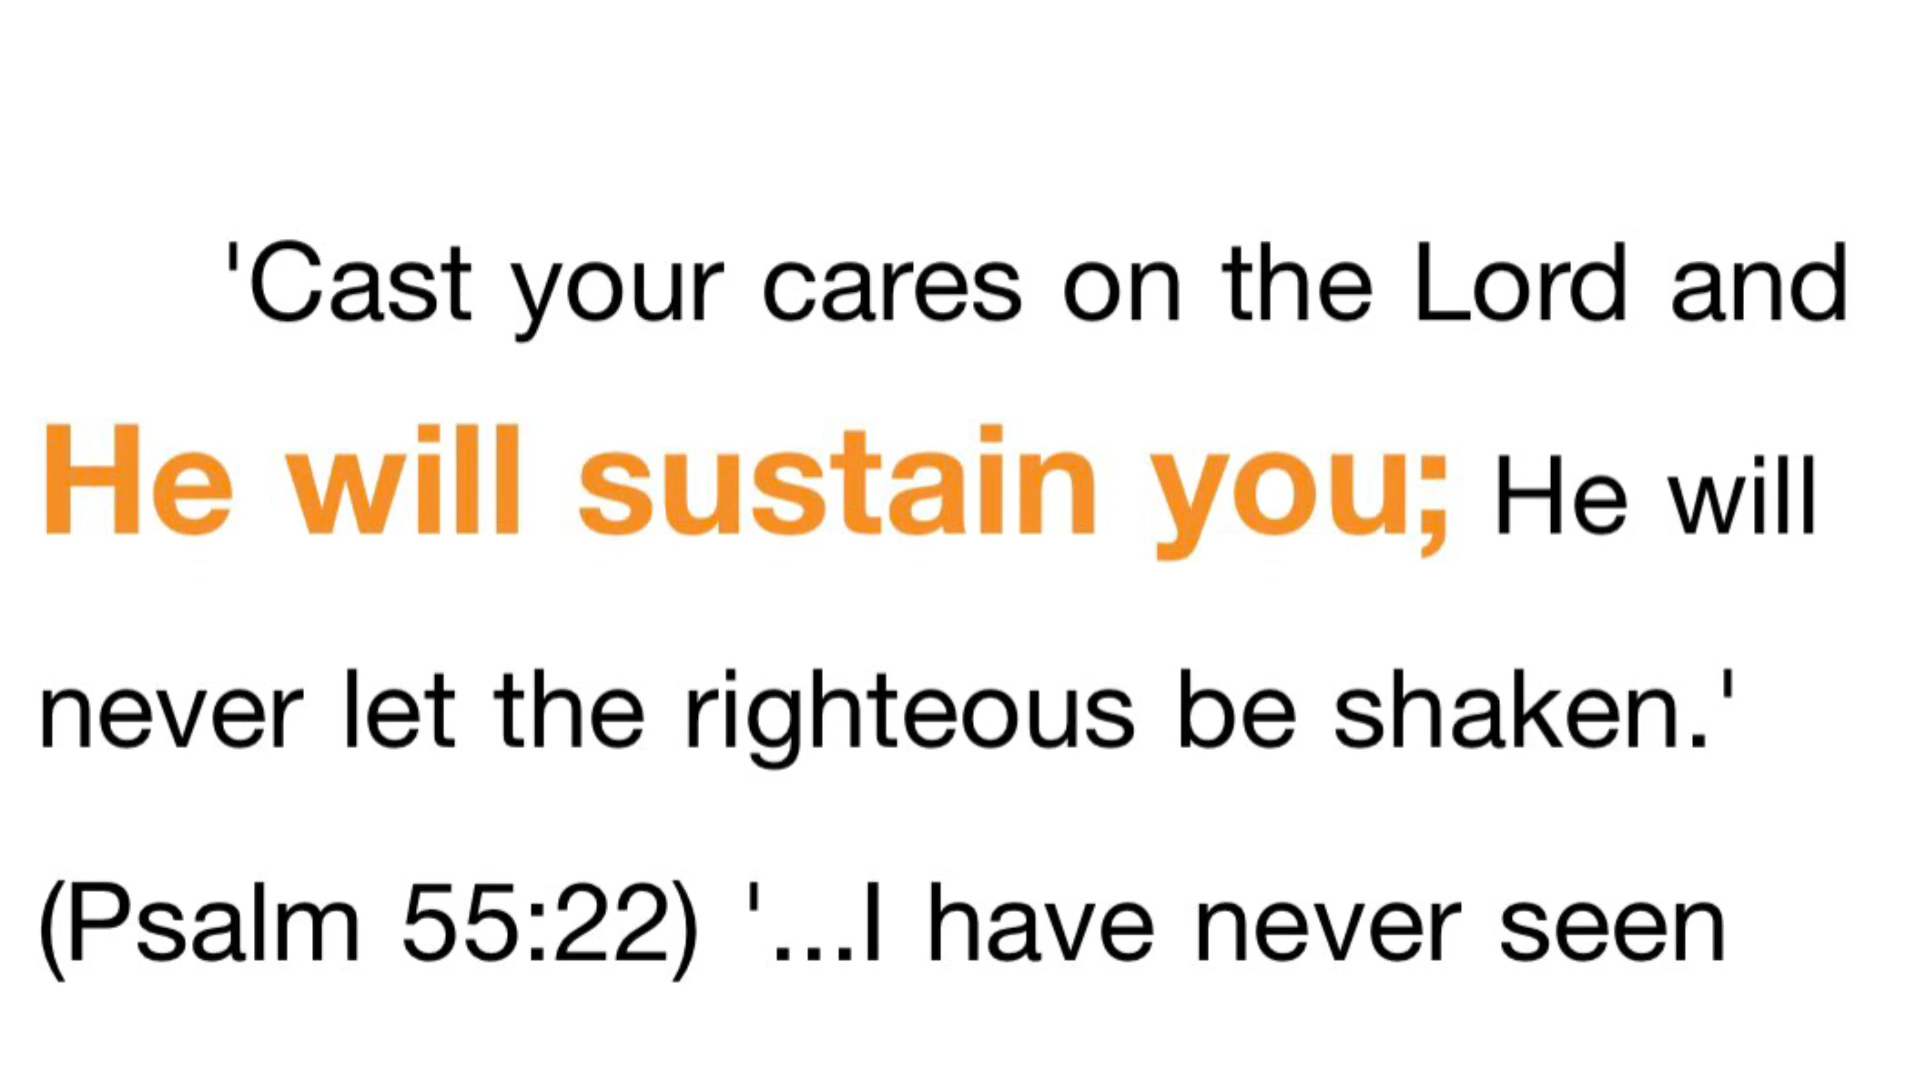 'Cast your cares on the Lord and
He will sustain you; He will
never let the righteous be shaken.'
(Psalm 55:22) '...I have never seen